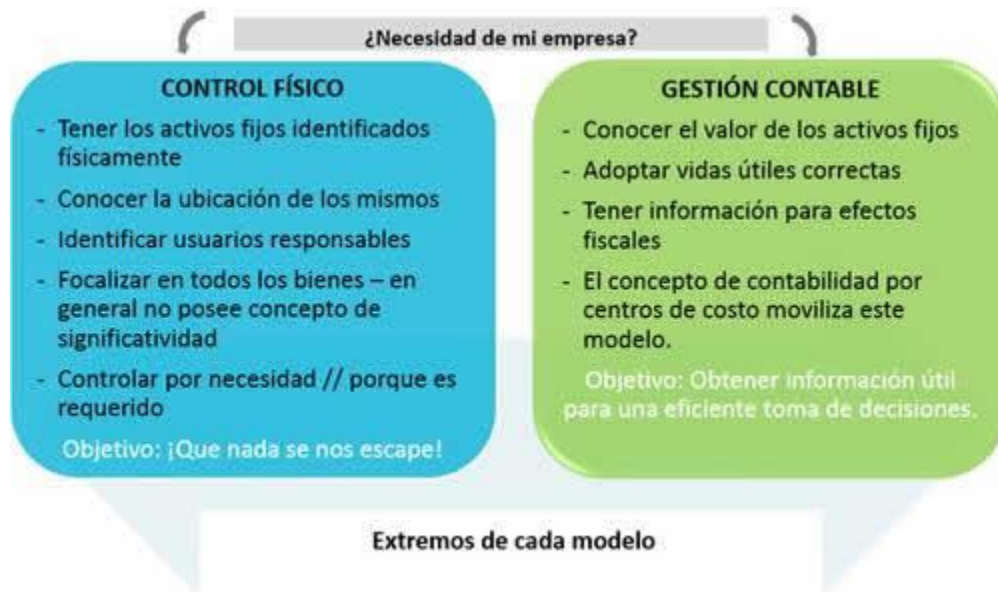 ¿Necesidad de mi empresa?
CONTROL FÍSICO
- Tener los activos fijos identificados
físicamente
- Conocer la ubicación de los mismos
- Identificar usuarios responsables
- Focalizar en todos los bienes – en
general no posee concepto de
significatividad
- Controlar por necesidad // porque es
requerido
Objetivo: ¡Que nada se nos escape!
GESTIÓN CONTABLE
- Conocer el valor de los activos fijos
- Adoptar vidas útiles correctas
- Tener información para efectos
fiscales
- El concepto de contabilidad por
centros de costo moviliza este
modelo.
Objetivo: Obtener información útil
para una eficiente toma de decisiones.
Extremos de cada modelo